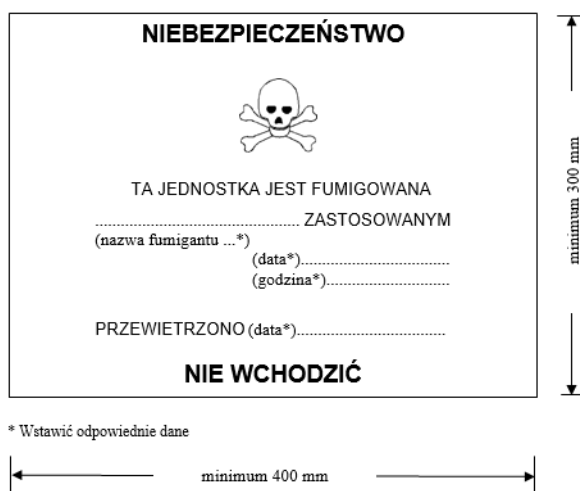 NIEBEZPIECZEŃSTWO
TA JEDNOSTKA JEST FUMIGOWANA
................................................ ZASTOSOWANYM
(nazwa fumigantu ...*)
(data*)...................................
(godzina*).............................
PRZEWIETRZONO (data*)...................................
NIE WCHODZIĆ
minimum 300 mm
* Wstawić odpowiednie dane
minimum 400 mm